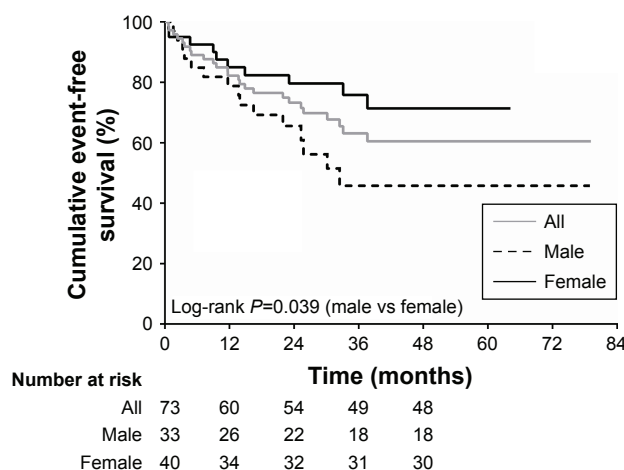 100
80
60
40
20
0
Cumulative event-free
survival (%)
All
Male
Female
Log-rank P=0.039 (male vs female)
0 12 24 36 48 60 72 84
Time (months)
Number at risk
All 73 60 54 49 48
Male 33 26 22 18 18
Female 40 34 32 31 30